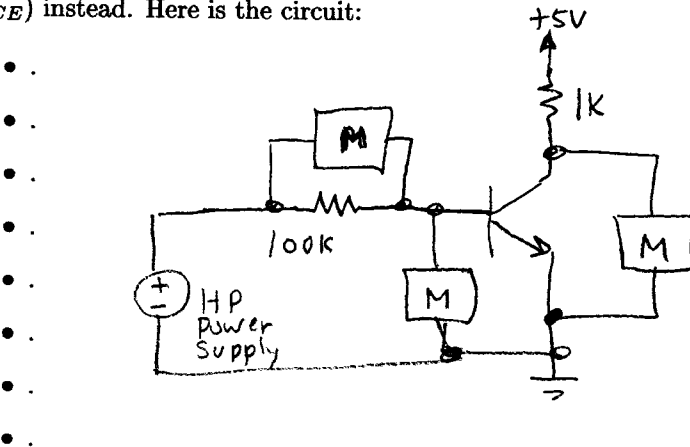 CE) instead. Here is the circuit:
+5V
1K
M
100K
M
M
+
-
HP
power
supply